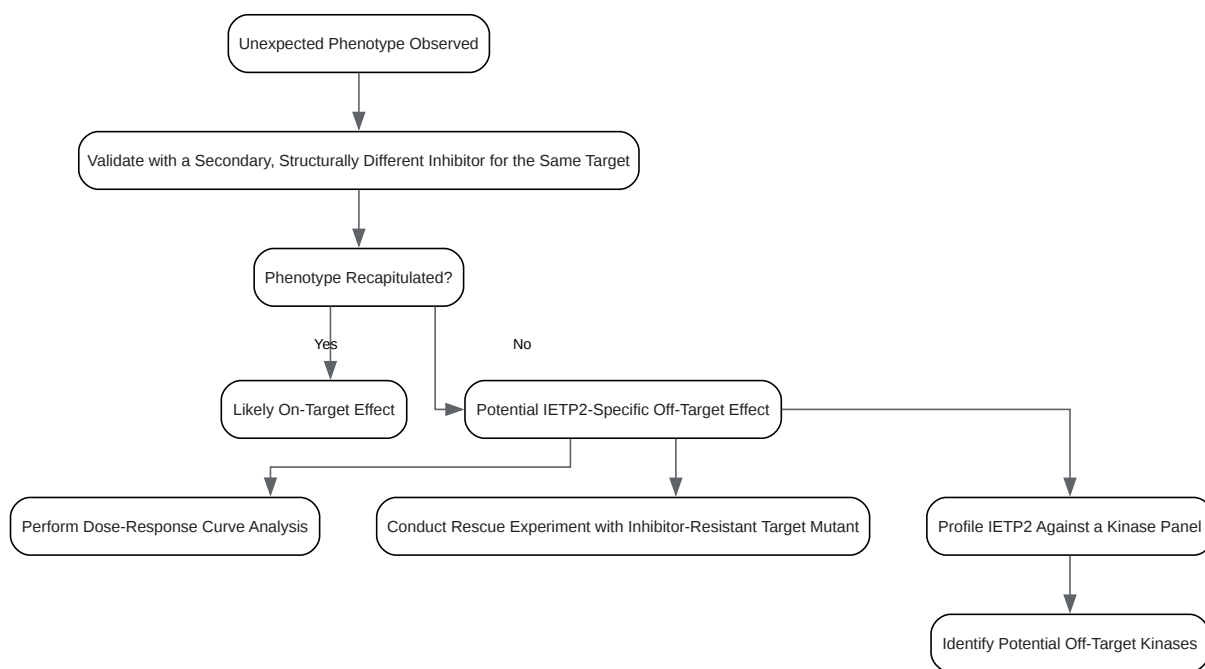 Unexpected Phenotype Observed
Validate with a Secondary, Structurally Different Inhibitor for the Same Target
Phenotype Recapitulated?
Yes
No
Likely On-Target Effect
Potential IETP2-Specific Off-Target Effect
Perform Dose-Response Curve Analysis
Conduct Rescue Experiment with Inhibitor-Resistant Target Mutant
Profile IETP2 Against a Kinase Panel
Identify Potential Off-Target Kinases